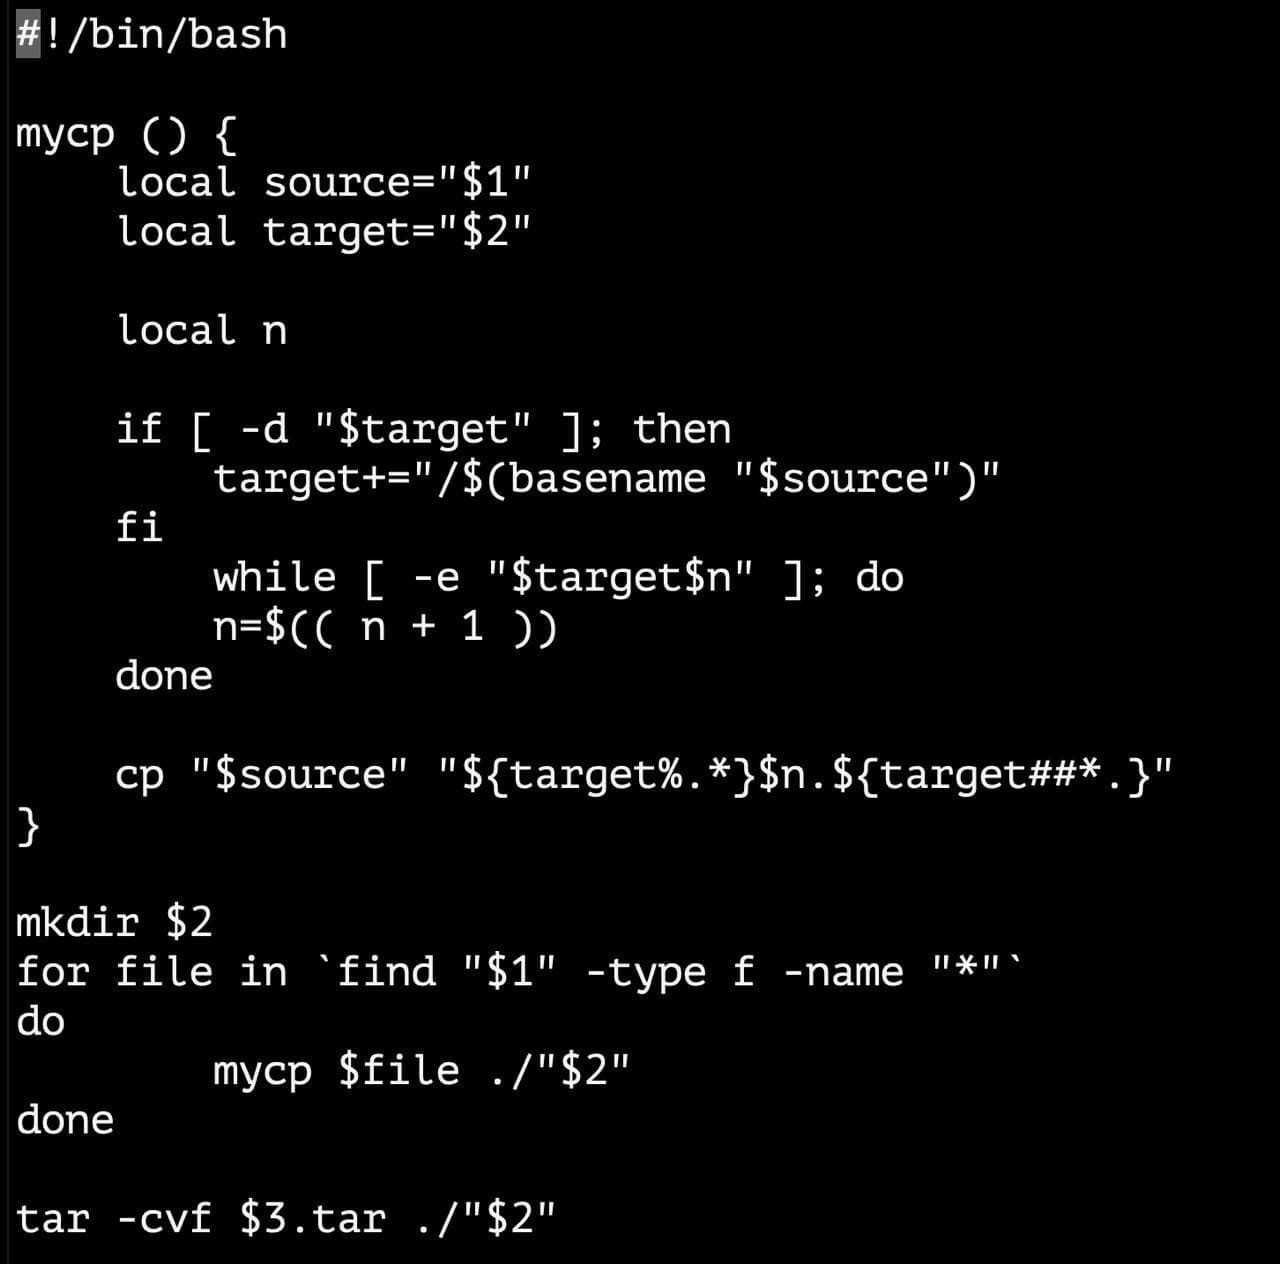 #!/bin/bash
mycp () {
local source="$1"
local target="$2"
local n
if [ -d "$target" ]; then
target+="/$(basename "$source")"
fi
while [ -e "$target$n" ]; do
n=$(( n + 1 ))
done
cp "$source" "${target%.*}$n.${target##*.}"
}
mkdir $2
for file in `find "$1" -type f -name "*"`
do
mycp $file ./"$2"
done
tar -cvf $3.tar ./"$2"